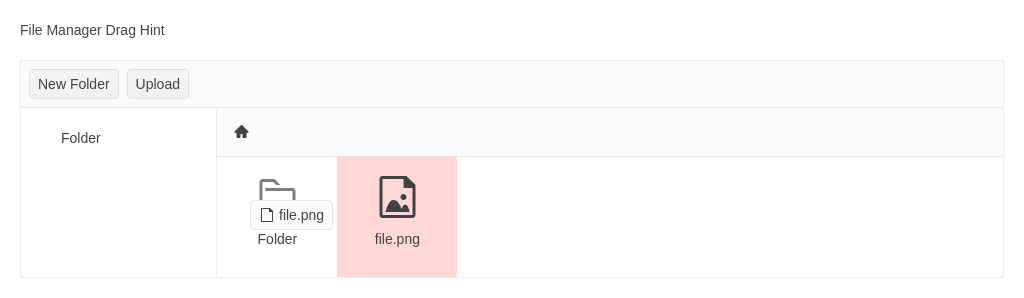 File Manager Drag Hint
New Folder Upload
Folder
file.png
Folder file.png